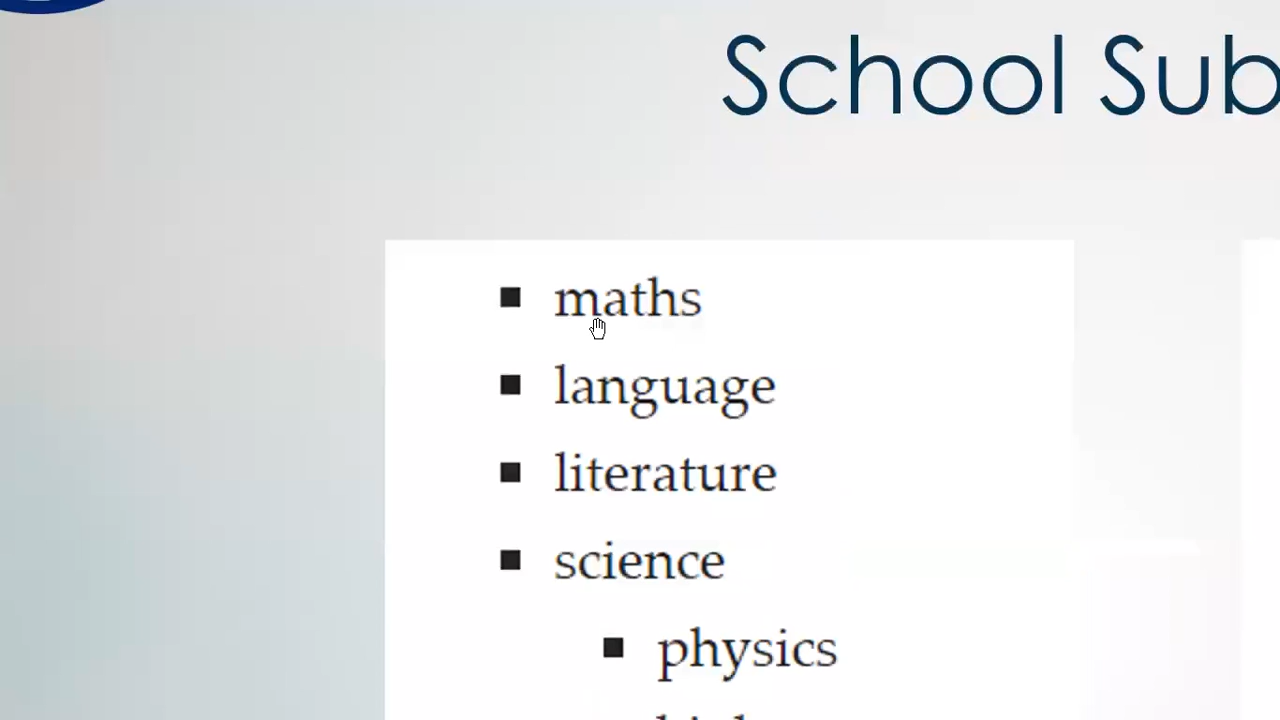 School Sub
maths
language
literature
science
physics